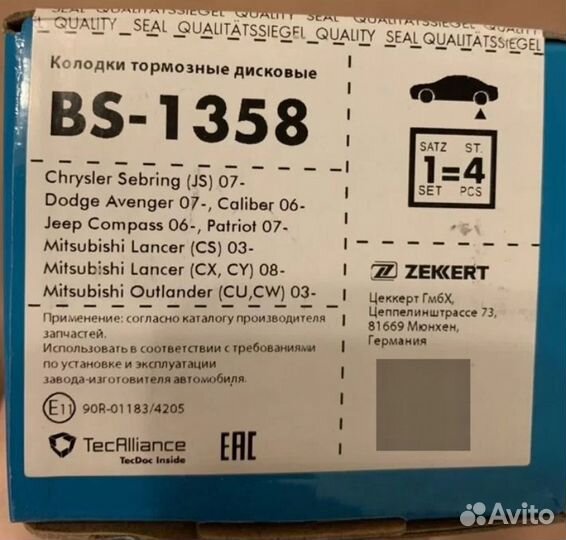 SEAL QUALITÄTSSIEGEL QUALITY SEAL QUALITÄTSSIEGEL QUALITY
QUALITY SEAL QUALITÄTSSIEGEL QUALITY SEAL QUALITÄTSSIEGEL
Колодки тормозные дисковые
BS-1358
SATZ ST.
1=4
SET PCS
Chrysler Sebring (JS) 07-
Dodge Avenger 07-, Caliber 06-
Jeep Compass 06-, Patriot 07-
Mitsubishi Lancer (CS) 03-
Mitsubishi Lancer (CX, CY) 08-
Mitsubishi Outlander (CU,CW) 03-
ZEKKERT
Цеккерт ГмбХ,
Цеппелинштрассе 73,
81669 Мюнхен,
Германия
Применение: согласно каталогу производителя
запчастей.
Использовать в соответствии с требованиями
по установке и эксплуатации
завода-изготовителя автомобиля.
E11 90R-01183/4205
TecAlliance
TecDoc Inside
EAC
Avito